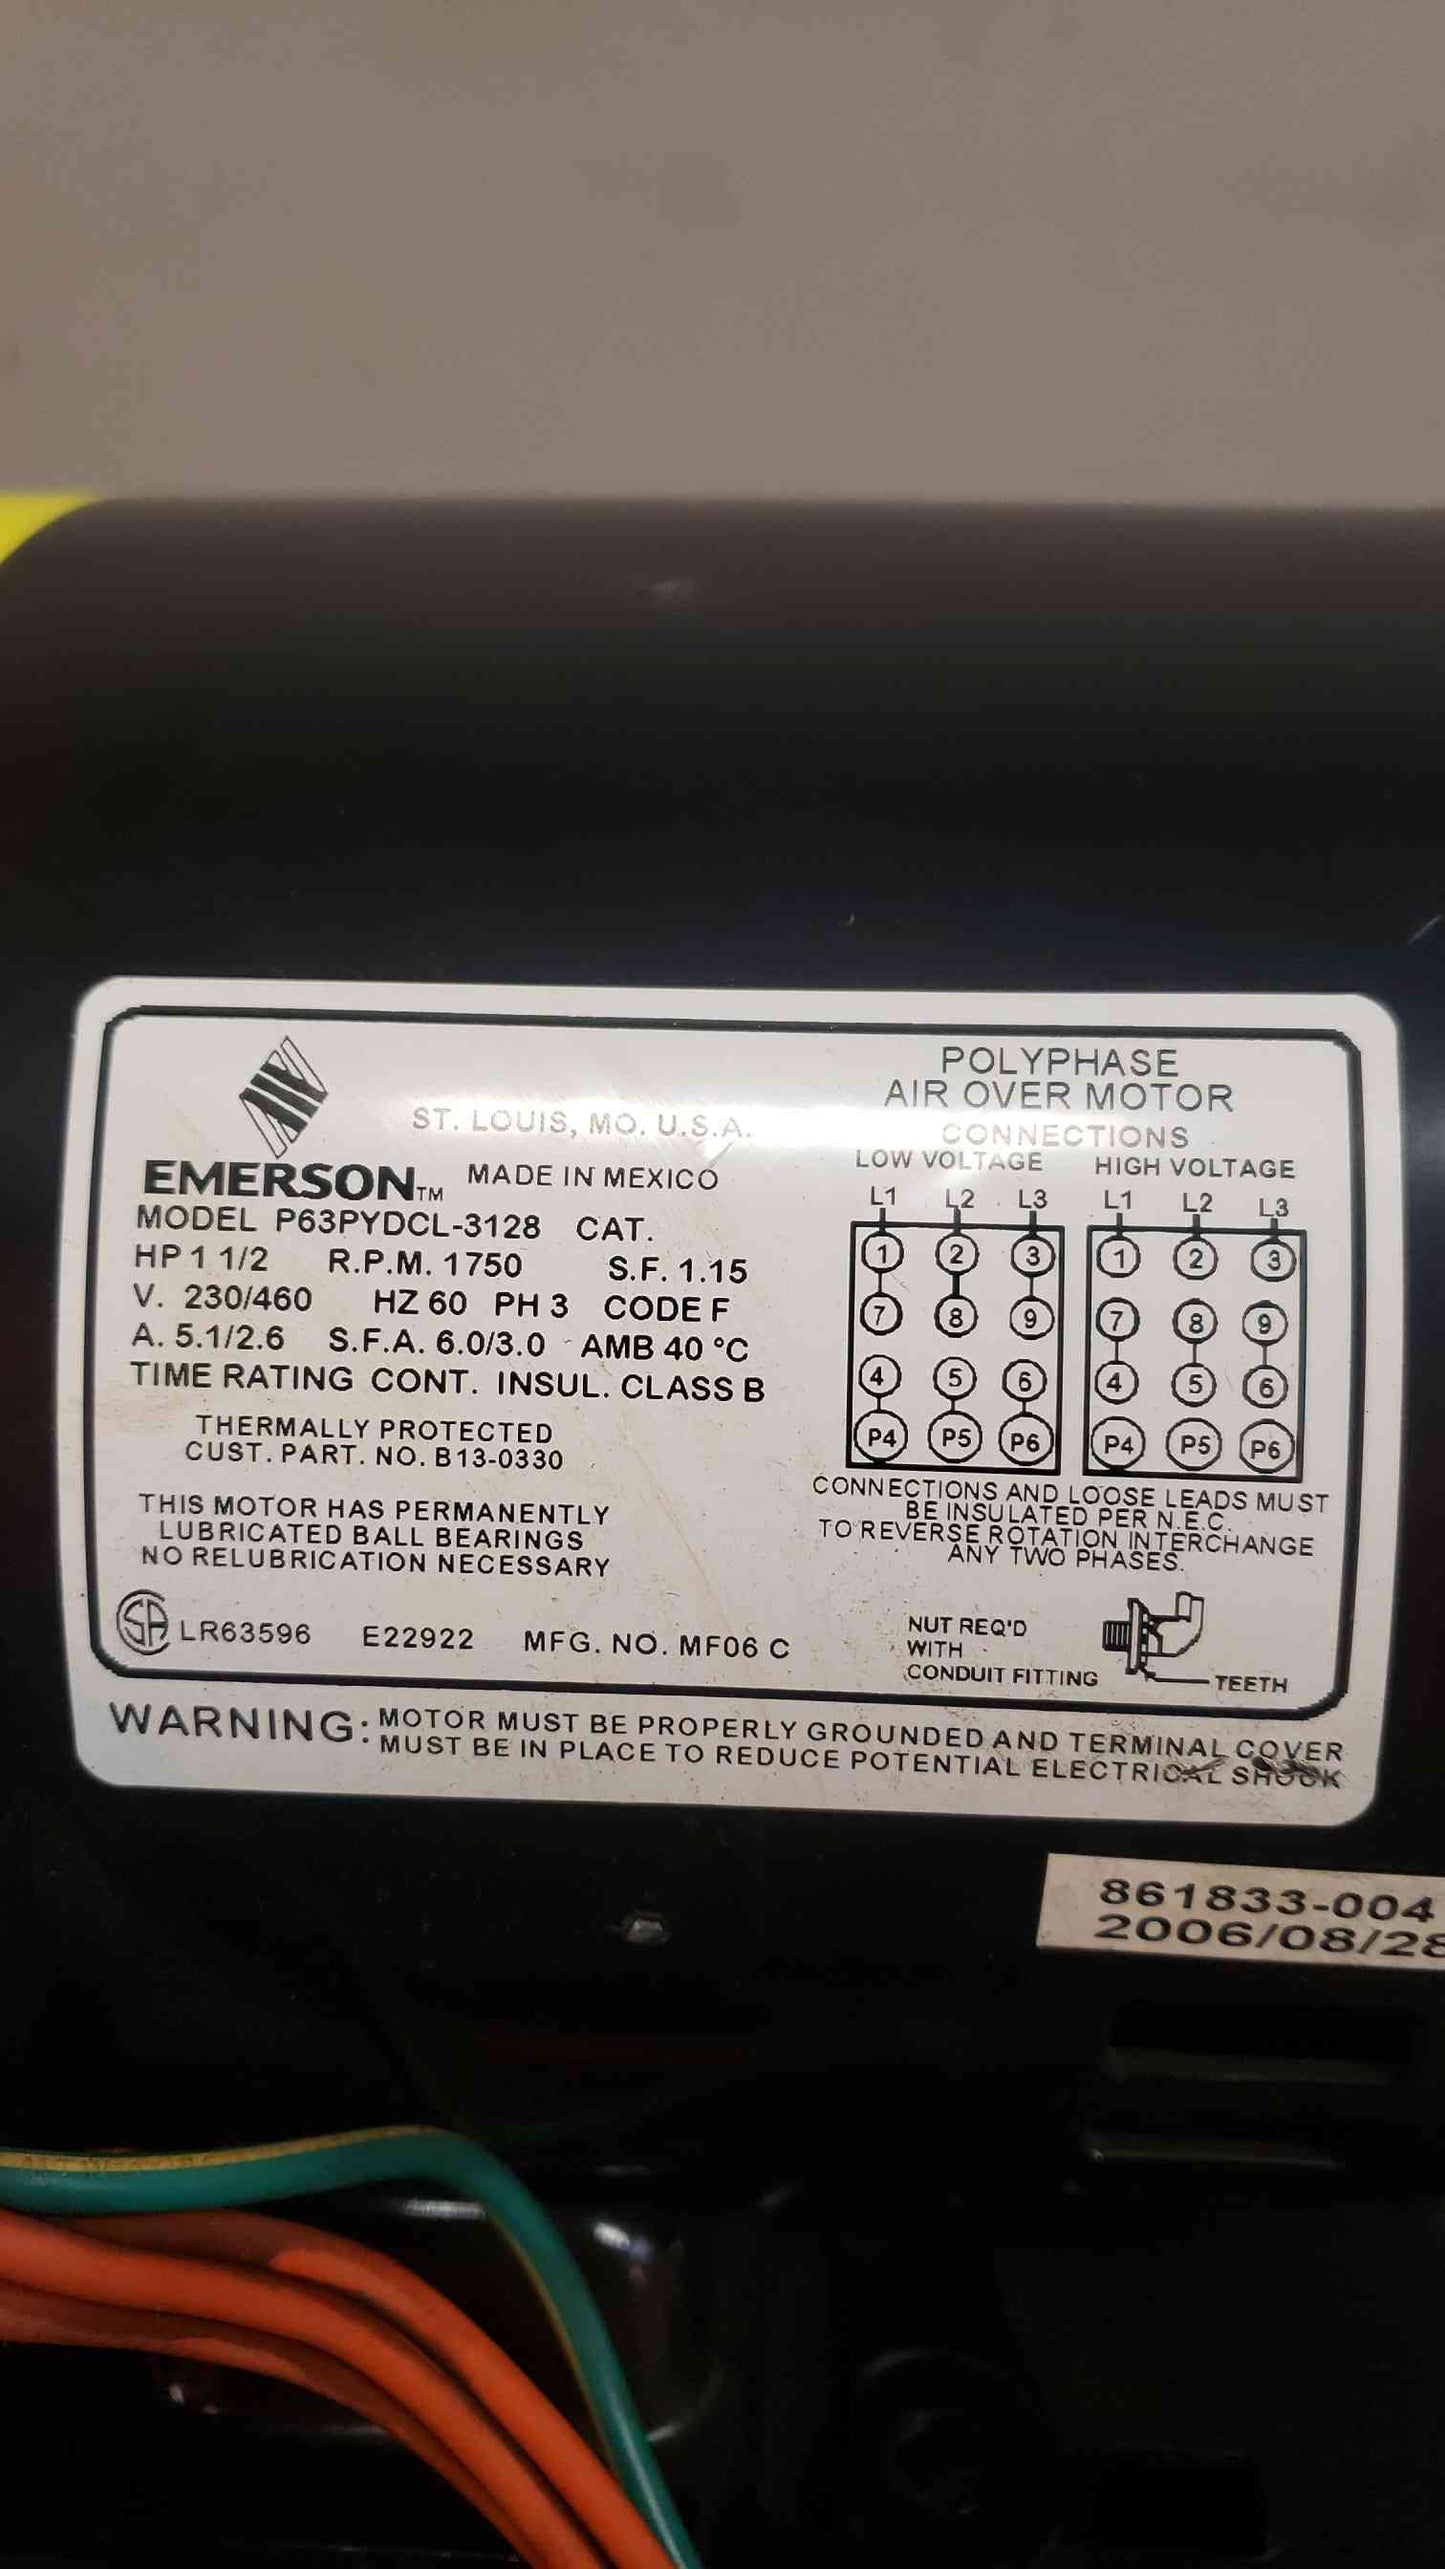 ST. LOUIS, MO. U.S.A.
EMERSON TM MADE IN MEXICO
MODEL P63PYDCL-3128 CAT.
HP 1 1/2 R.P.M. 1750 S.F. 1.15
V. 230/460 HZ 60 PH 3 CODE F
A. 5.1/2.6 S.F.A. 6.0/3.0 AMB 40 °C
TIME RATING CONT. INSUL. CLASS B
THERMALLY PROTECTED
CUST. PART. NO. B13-0330
THIS MOTOR HAS PERMANENTLY
LUBRICATED BALL BEARINGS
NO RELUBRICATION NECESSARY
SA LR63596 E22922 MFG. NO. MF06 C
POLYPHASE
AIR OVER MOTOR
CONNECTIONS
LOW VOLTAGE HIGH VOLTAGE
L1 L2 L3 L1 L2 L3
1 2 3 1 2 3
7 8 9 7 8 9
4 5 6 4 5 6
P4 P5 P6 P4 P5 P6
CONNECTIONS AND LOOSE LEADS MUST
BE INSULATED PER N.E.C.
TO REVERSE ROTATION INTERCHANGE
ANY TWO PHASES.
NUT REQ'D
WITH
CONDUIT FITTING
TEETH
WARNING: MOTOR MUST BE PROPERLY GROUNDED AND TERMINAL COVER
MUST BE IN PLACE TO REDUCE POTENTIAL ELECTRICAL SHOCK
861833-004
2006/08/28